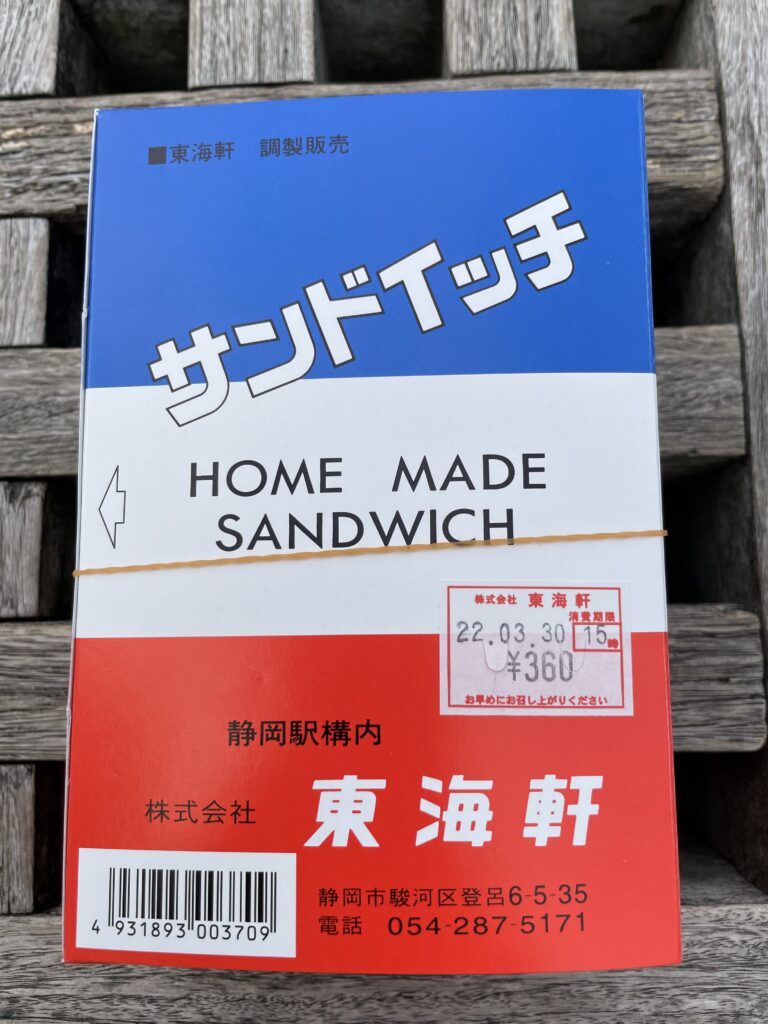 ■東海軒 調製販売
サンドイッチ
HOME MADE
SANDWICH
株式会社 東海軒
消費期限
22.03.30 15時
¥360
お早めにお召し上がりください
静岡駅構内
株式会社 東海軒
静岡市駿河区登呂6-5-35
電話 054-287-5171
4 931893 003709